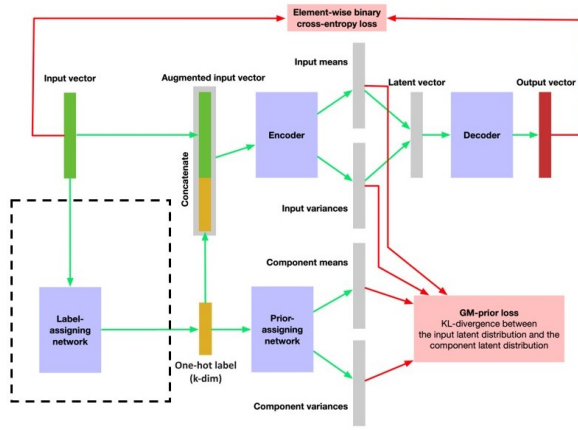 Element-wise binary
cross-entropy loss
Input vector
Augmented input vector
Input means
Latent vector
Output vector
Concatenate
Encoder
Decoder
Input variances
Component means
Label-
assigning
network
One-hot label
(k-dim)
Prior-
assigning
network
GM-prior loss
KL-divergence between
the input latent distribution and the
component latent distribution
Component variances